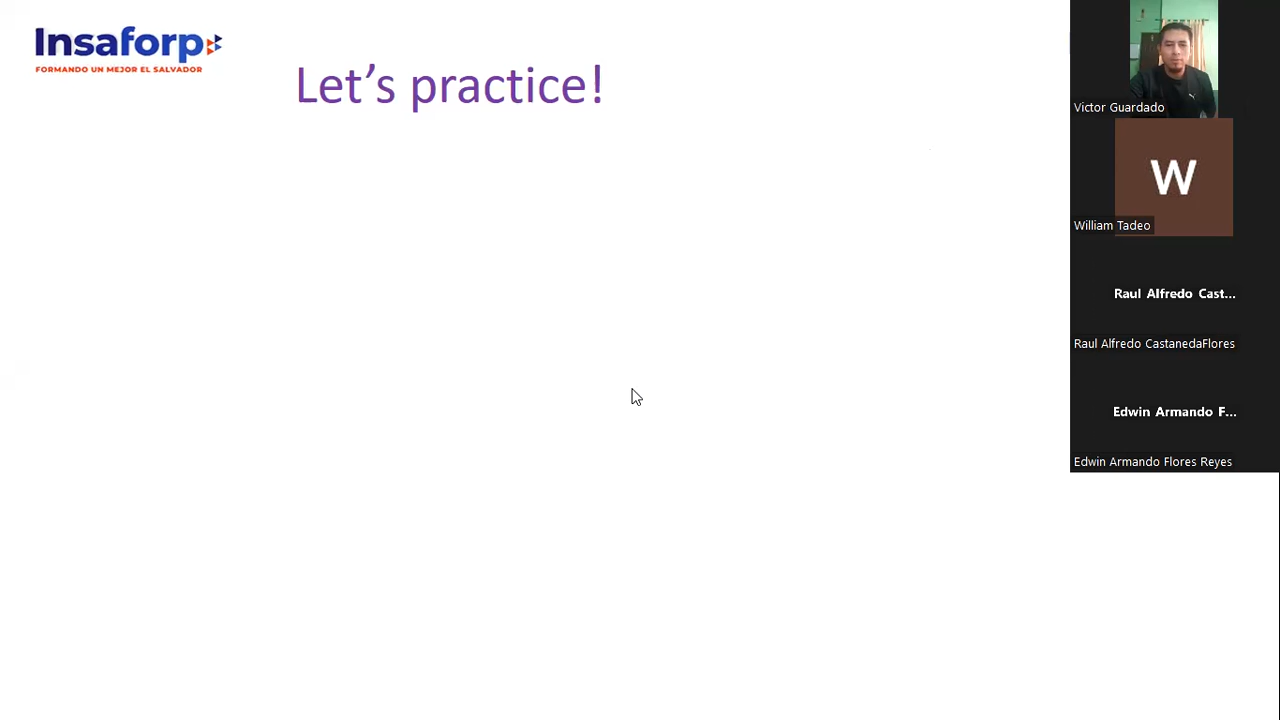 Insaforp
FORMANDO UN MEJOR EL SALVADOR
Let's practice!
Victor Guardado
W
William Tadeo
Raul Alfredo Cast...
Raul Alfredo CastanedaFlores
Edwin Armando F...
Edwin Armando Flores Reyes